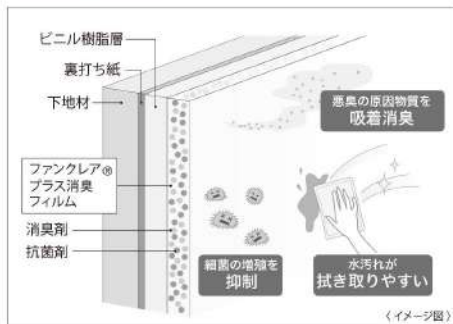 ビニル樹脂層
裏打ち紙
下地材
ファンクレア®
プラス消臭
フィルム
消臭剤
抗菌剤
悪臭の原因物質を
吸着消臭
細菌の増殖を
抑制
水汚れが
拭き取りやすい
〈イメージ図〉